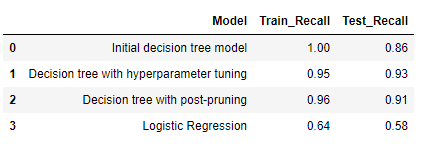 Model Train_Recall Test_Recall
0 Initial decision tree model 1.00 0.86
1 Decision tree with hyperparameter tuning 0.95 0.93
2 Decision tree with post-pruning 0.96 0.91
3 Logistic Regression 0.64 0.58